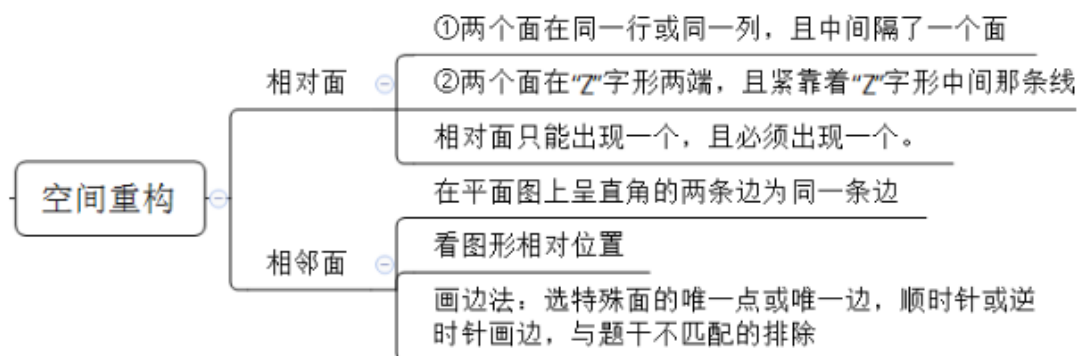 ①两个面在同一行或同一列，且中间隔了一个面
相对面
②两个面在“Z”字形两端，且紧靠着“Z”字形中间那条线
相对面只能出现一个，且必须出现一个。
空间重构
在平面图上呈直角的两条边为同一条边
相邻面
看图形相对位置
画边法：选特殊面的唯一点或唯一边，顺时针或逆
时针画边，与题干不匹配的排除